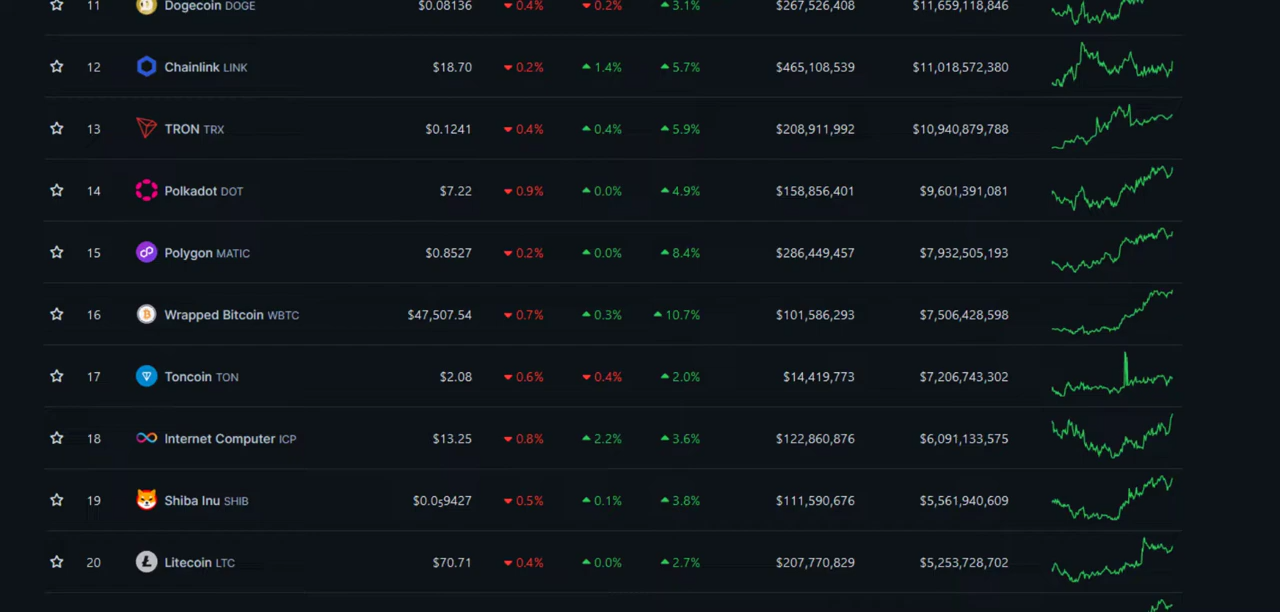 11 Dogecoin DOGE $0.08136 0.4% 0.2% 3.1% $267,526,408 $11,659,118,846
12 Chainlink LINK $18.70 0.2% 1.4% 5.7% $465,108,539 $11,018,572,380
13 TRON TRX $0.1241 0.4% 0.4% 5.9% $208,911,992 $10,940,879,788
14 Polkadot DOT $7.22 0.9% 0.0% 4.9% $158,856,401 $9,601,391,081
15 Polygon MATIC $0.8527 0.2% 0.0% 8.4% $286,449,457 $7,932,505,193
16 Wrapped Bitcoin WBTC $47,507.54 0.7% 0.3% 10.7% $101,586,293 $7,506,428,598
17 Toncoin TON $2.08 0.6% 0.4% 2.0% $14,419,773 $7,206,743,302
18 Internet Computer ICP $13.25 0.8% 2.2% 3.6% $122,860,876 $6,091,133,575
19 Shiba Inu SHIB $0.0₅9427 0.5% 0.1% 3.8% $111,590,676 $5,561,940,609
20 Litecoin LTC $70.71 0.4% 0.0% 2.7% $207,770,829 $5,253,728,702